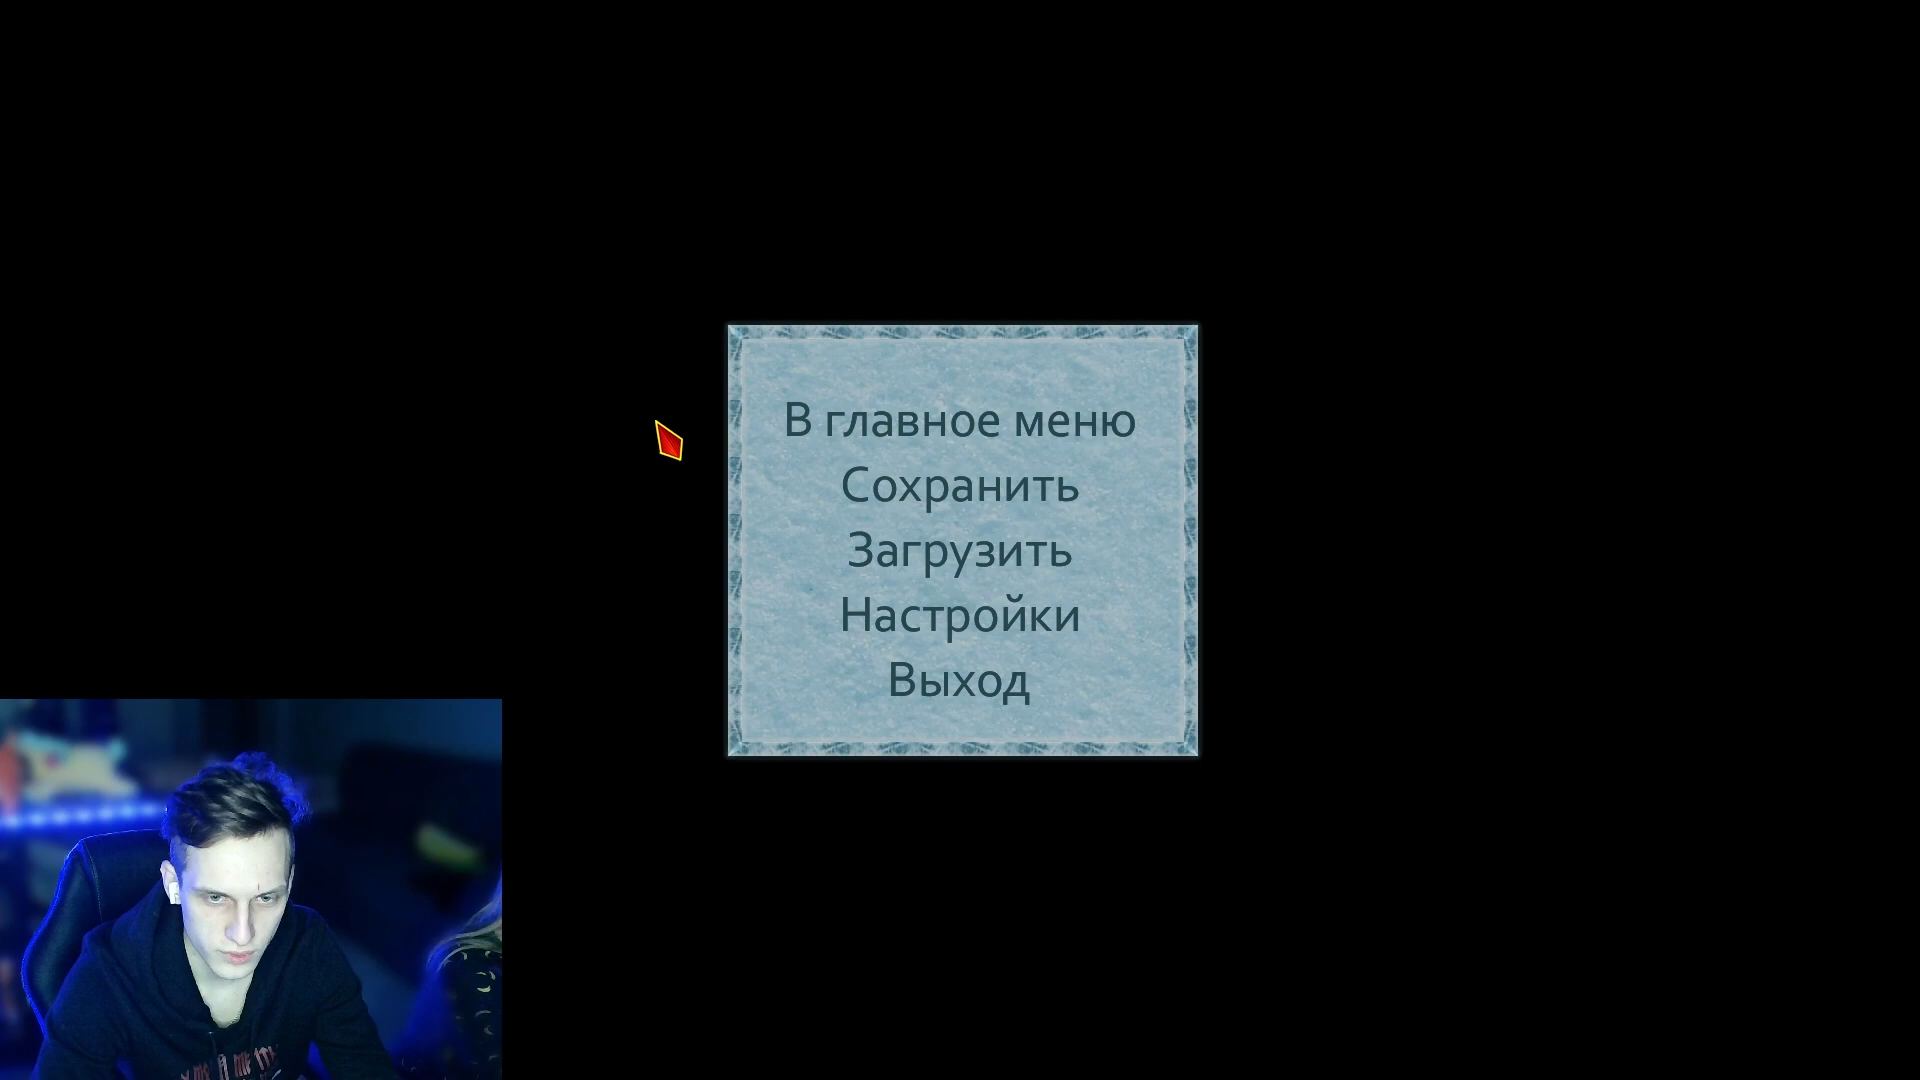 В главное меню
Сохранить
Загрузить
Настройки
Выход